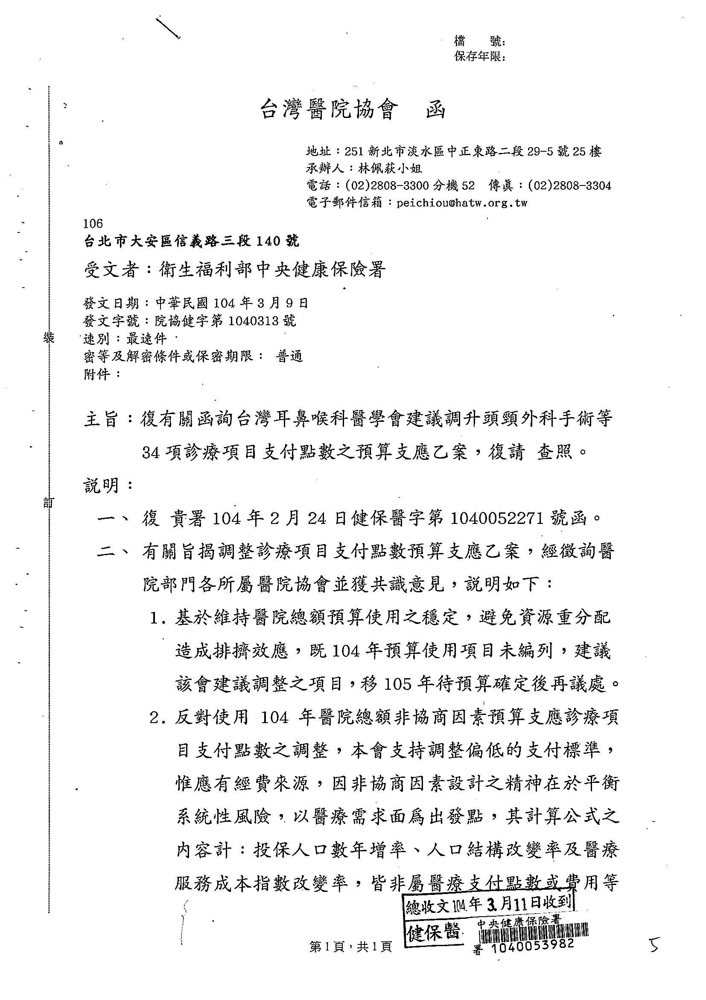 檔　　號：
保存年限：
台灣醫院協會　函
地址：251 新北市淡水區中正東路二段 29-5 號 25 樓
承辦人：林佩萩小姐
電話：(02)2808-3300 分機 52　傳真：(02)2808-3304
電子郵件信箱：peichiou@hatw.org.tw
106
台北市大安區信義路三段 140 號
受文者：衛生福利部中央健康保險署
發文日期：中華民國 104 年 3 月 9 日
發文字號：院協健字第 1040313 號
速別：最速件
密等及解密條件或保密期限： 普通
附件：
主旨：復有關函詢台灣耳鼻喉科醫學會建議調升頭頸外科手術等
34 項診療項目支付點數之預算支應乙案，復請 查照。
說明：
一、復 貴署 104 年 2 月 24 日健保醫字第 1040052271 號函。
二、有關旨揭調整診療項目支付點數預算支應乙案，經徵詢醫
院部門各所屬醫院協會並獲共識意見，說明如下：
1. 基於維持醫院總額預算使用之穩定，避免資源重分配
造成排擠效應，既 104 年預算使用項目未編列，建議
該會建議調整之項目，移 105 年待預算確定後再議處。
2. 反對使用 104 年醫院總額非協商因素預算支應診療項
目支付點數之調整，本會支持調整偏低的支付標準，
惟應有經費來源，因非協商因素設計之精神在於平衡
系統性風險，以醫療需求面為出發點，其計算公式之
內容計：投保人口數年增率、人口結構改變率及醫療
服務成本指數改變率，皆非屬醫療支付點數或費用等
裝
訂
總收文 104 年 3 月 11 日收到
健保醫
中央健康保險署
署 1040053982
第 1 頁，共 1 頁
5